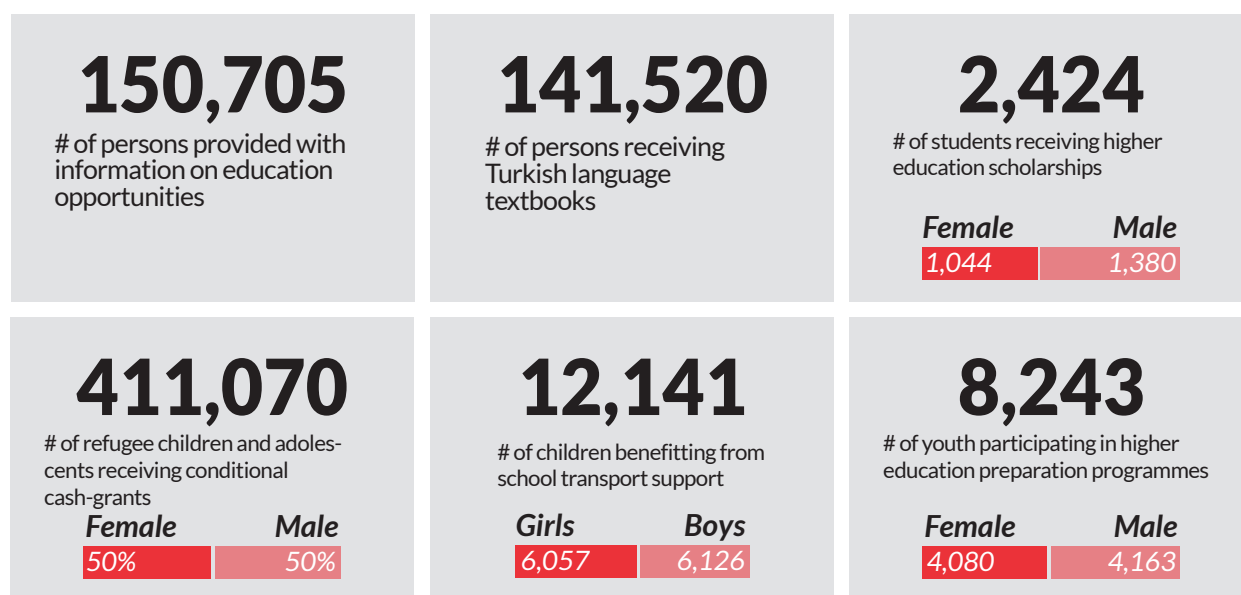 150,705
# of persons provided with
information on education
opportunities
141,520
# of persons receiving
Turkish language
textbooks
2,424
# of students receiving higher
education scholarships
Female Male
1,044 1,380
411,070
# of refugee children and adoles-
cents receiving conditional
cash-grants
Female Male
50% 50%
12,141
# of children benefitting from
school transport support
Girls Boys
6,057 6,126
8,243
# of youth participating in higher
education preparation programmes
Female Male
4,080 4,163